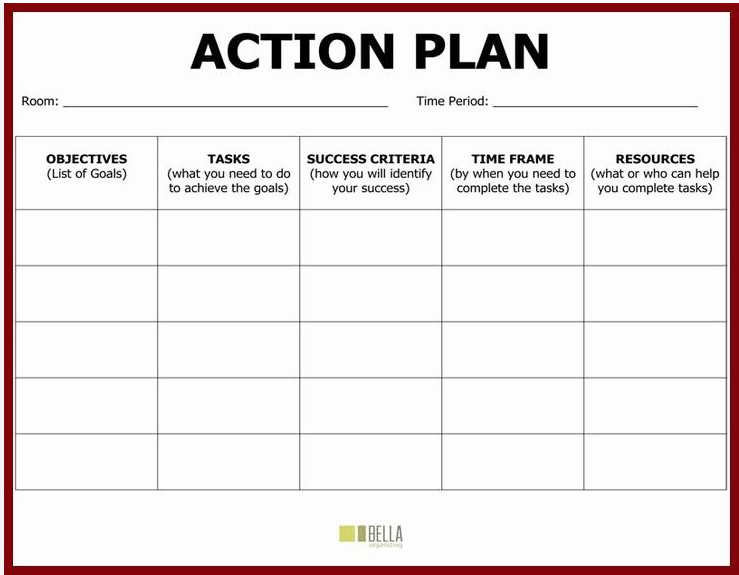 ACTION PLAN
Room: Time Period:
OBJECTIVES TASKS SUCCESS CRITERIA TIME FRAME RESOURCES
(List of Goals) (what you need to do (how you will identify (by when you need to (what or who can help
to achieve the goals) your success) complete the tasks) you complete tasks)
BELLA
organizing